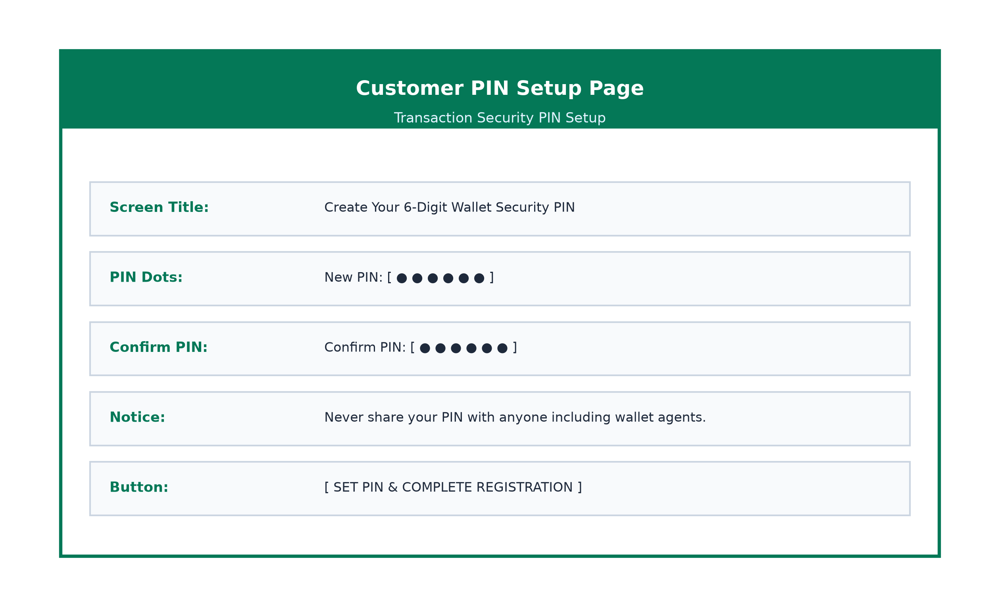 Customer PIN Setup Page
Transaction Security PIN Setup
Screen Title: Create Your 6-Digit Wallet Security PIN
PIN Dots: New PIN: [ ● ● ● ● ● ● ]
Confirm PIN: Confirm PIN: [ ● ● ● ● ● ● ]
Notice: Never share your PIN with anyone including wallet agents.
Button: [ SET PIN & COMPLETE REGISTRATION ]